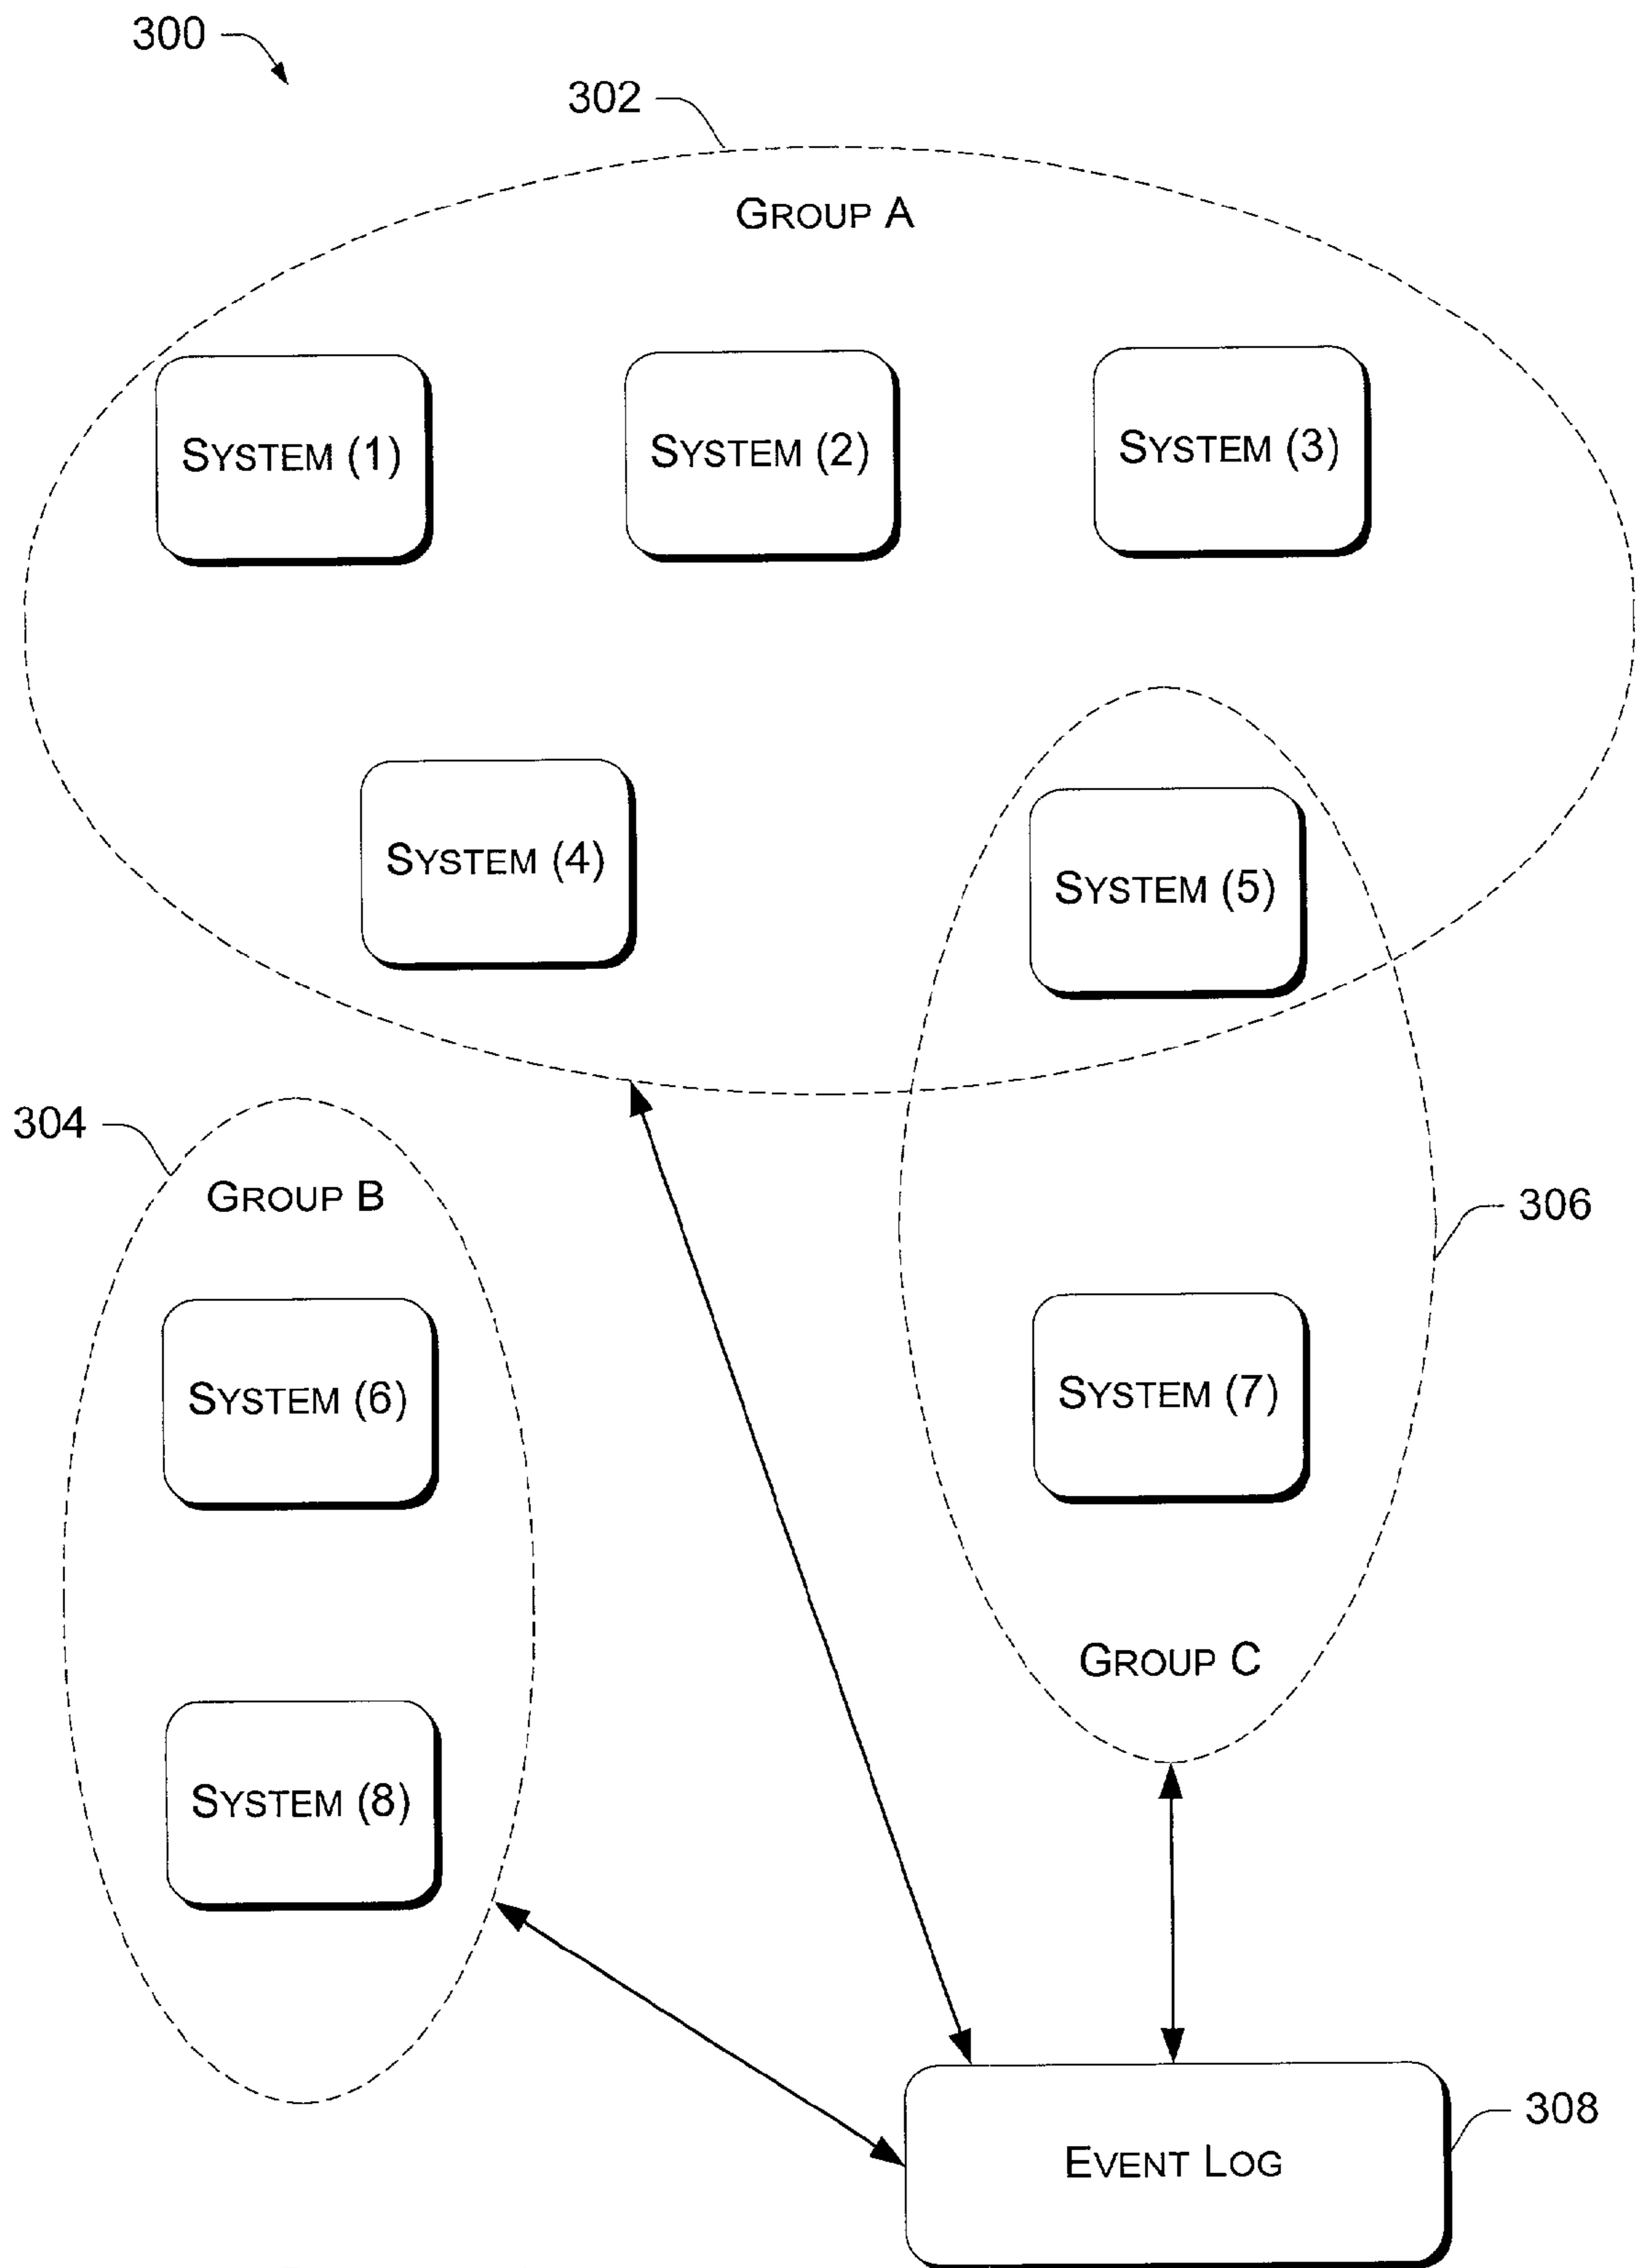 300
302
GROUP A
SYSTEM (1)
SYSTEM (2)
SYSTEM (3)
SYSTEM (4)
SYSTEM (5)
304
GROUP B
306
SYSTEM (6)
SYSTEM (7)
GROUP C
SYSTEM (8)
308
EVENT LOG